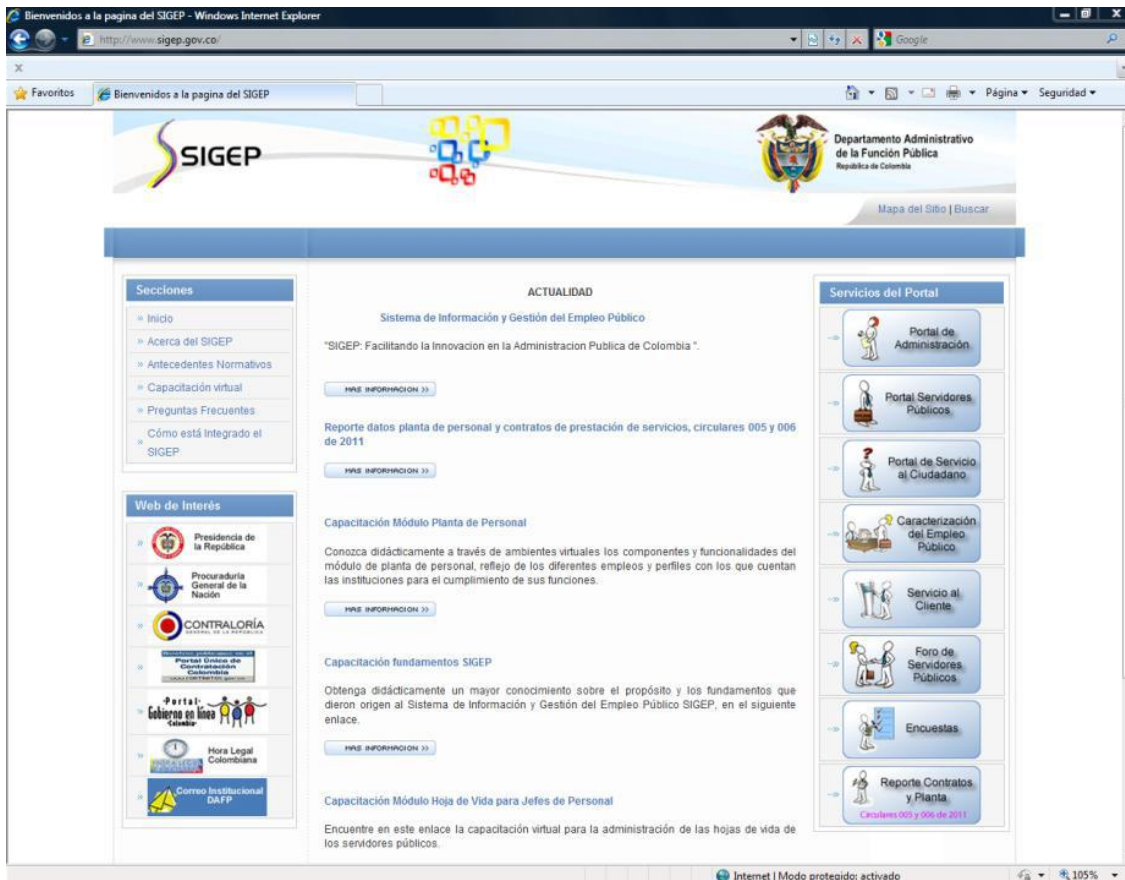 Bienvenidos a la pagina del SIGEP - Windows Internet Explorer
http://www.sigep.gov.co/
Google
X
Favoritos
Bienvenidos a la pagina del SIGEP
Página
Seguridad
SIGEP
Departamento Administrativo
de la Función Pública
República de Colombia
Mapa del Sitio | Buscar
Secciones
» Inicio
» Acerca del SIGEP
» Antecedentes Normativos
» Capacitación virtual
» Preguntas Frecuentes
» Cómo está Integrado el
SIGEP
Web de Interés
Presidencia de
la República
Procuraduría
General de la
Nación
CONTRALORÍA
GENERAL DE LA REPÚBLICA
Portal Único de
Contratación
Colombia
Portal
Gobierno en línea
Colombia
Hora Legal
Colombiana
Correo Institucional
DAFP
ACTUALIDAD
Sistema de Información y Gestión del Empleo Público
"SIGEP: Facilitando la Innovacion en la Administracion Publica de Colombia ".
MAS INFORMACION >>
Reporte datos planta de personal y contratos de prestación de servicios, circulares 005 y 006
de 2011
MAS INFORMACION >>
Capacitación Módulo Planta de Personal
Conozca didácticamente a través de ambientes virtuales los componentes y funcionalidades del
módulo de planta de personal, reflejo de los diferentes empleos y perfiles con los que cuentan
las instituciones para el cumplimiento de sus funciones.
MAS INFORMACION >>
Capacitación fundamentos SIGEP
Obtenga didácticamente un mayor conocimiento sobre el propósito y los fundamentos que
dieron origen al Sistema de Información y Gestión del Empleo Público SIGEP, en el siguiente
enlace.
MAS INFORMACION >>
Capacitación Módulo Hoja de Vida para Jefes de Personal
Encuentre en este enlace la capacitación virtual para la administración de las hojas de vida de
los servidores públicos.
Servicios del Portal
Portal de
Administración
Portal Servidores
Públicos
Portal de Servicio
al Ciudadano
Caracterización
del Empleo
Público
Servicio al
Cliente
Foro de
Servidores
Públicos
Encuestas
Reporte Contratos
y Planta
Circulares 005 y 006 de 2011
Internet | Modo protegido: activado
105%